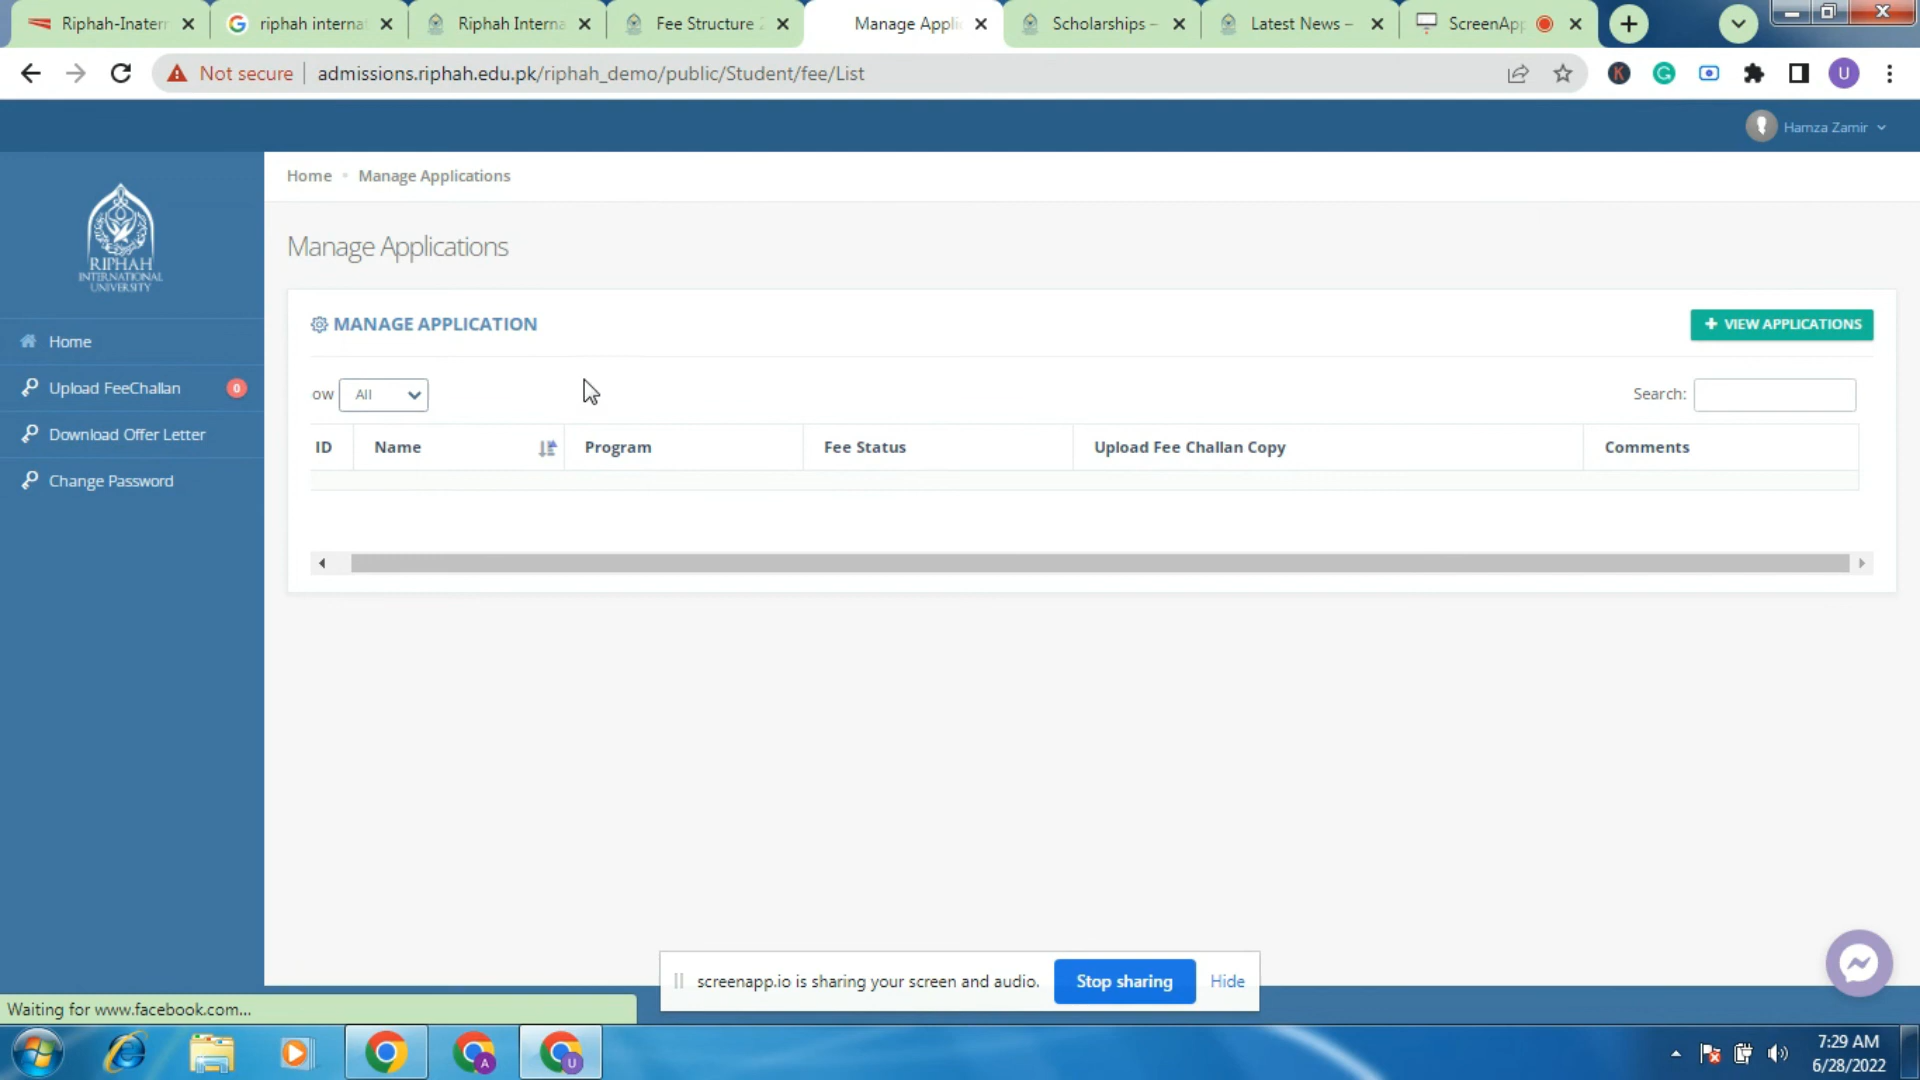 Riphah-Inatern
riphah internat
Riphah Interna
Fee Structure 2
Manage Applic
Scholarships –
Latest News –
ScreenApp
Not secure
admissions.riphah.edu.pk/riphah_demo/public/Student/fee/List
K
G
U
Hamza Zamir
RIPHAH
INTERNATIONAL
UNIVERSITY
Home
Upload FeeChallan
0
Download Offer Letter
Change Password
Home • Manage Applications
Manage Applications
MANAGE APPLICATION
+ VIEW APPLICATIONS
ow All
Search:
ID Name Program Fee Status Upload Fee Challan Copy Comments
screenapp.io is sharing your screen and audio.
Stop sharing
Hide
Waiting for www.facebook.com...
A
U
7:29 AM
6/28/2022